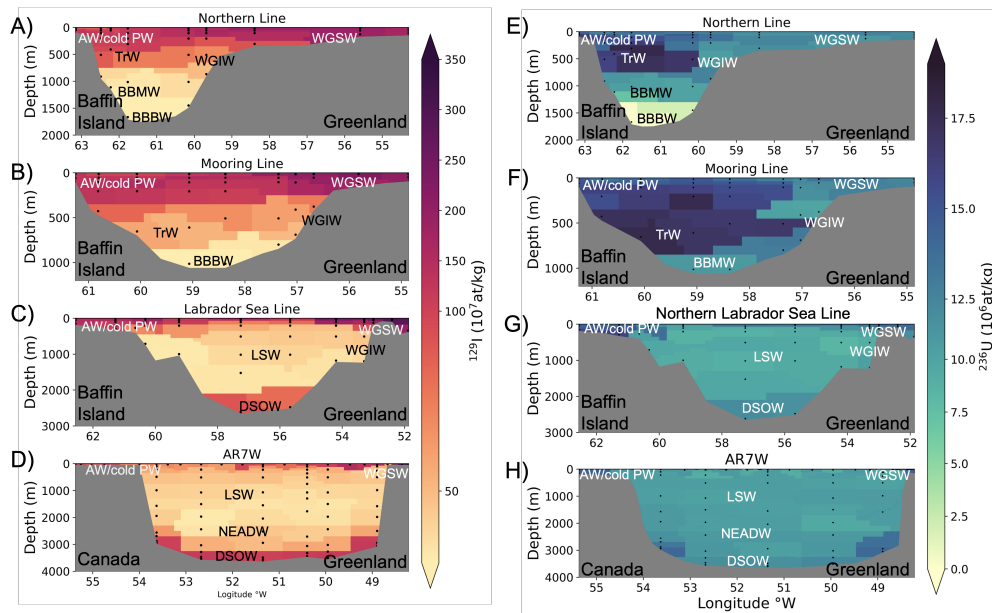 A)
Northern Line
0
500
1000
1500
2000
Depth (m)
AW/cold PW
WGSW
TrW
WGIW
BBMW
BBBW
Baffin
Island
Greenland
63 62 61 60 59 58 57 56 55
B)
Mooring Line
0
500
1000
Depth (m)
AW/cold PW
WGSW
WGIW
TrW
BBBW
Baffin
Island
Greenland
61 60 59 58 57 56 55
C)
Labrador Sea Line
0
1000
2000
3000
Depth (m)
AW/cold PW
WGSW
WGIW
LSW
DSOW
Baffin
Island
Greenland
62 60 58 56 54 52
D)
AR7W
0
1000
2000
3000
4000
Depth (m)
AW/cold PW
WGSW
LSW
NEADW
DSOW
Canada
Greenland
55 54 53 52 51 50 49
Logitude °W
350
300
250
200
150
100
50
¹²⁹I (10⁷at/kg)
E)
Northern Line
0
500
1000
1500
2000
Depth (m)
AW/cold PW
WGSW
TrW
WGIW
BBMW
BBBW
Baffin
Island
Greenland
63 62 61 60 59 58 57 56 55
F)
Mooring Line
0
500
1000
Depth (m)
AW/cold PW
WGSW
WGIW
TrW
BBMW
Baffin
Island
Greenland
61 60 59 58 57 56 55
G)
Northern Labrador Sea Line
0
1000
2000
3000
Depth (m)
AW/cold PW
WGSW
WGIW
LSW
DSOW
Baffin
Island
Greenland
62 60 58 56 54 52
H)
AR7W
0
1000
2000
3000
4000
Depth (m)
AW/cold PW
WGSW
LSW
NEADW
DSOW
Canada
Greenland
55 54 53 52 51 50 49
Longitude °W
17.5
15.0
12.5
10.0
7.5
5.0
2.5
0.0
²³⁶U (10⁶at/kg)